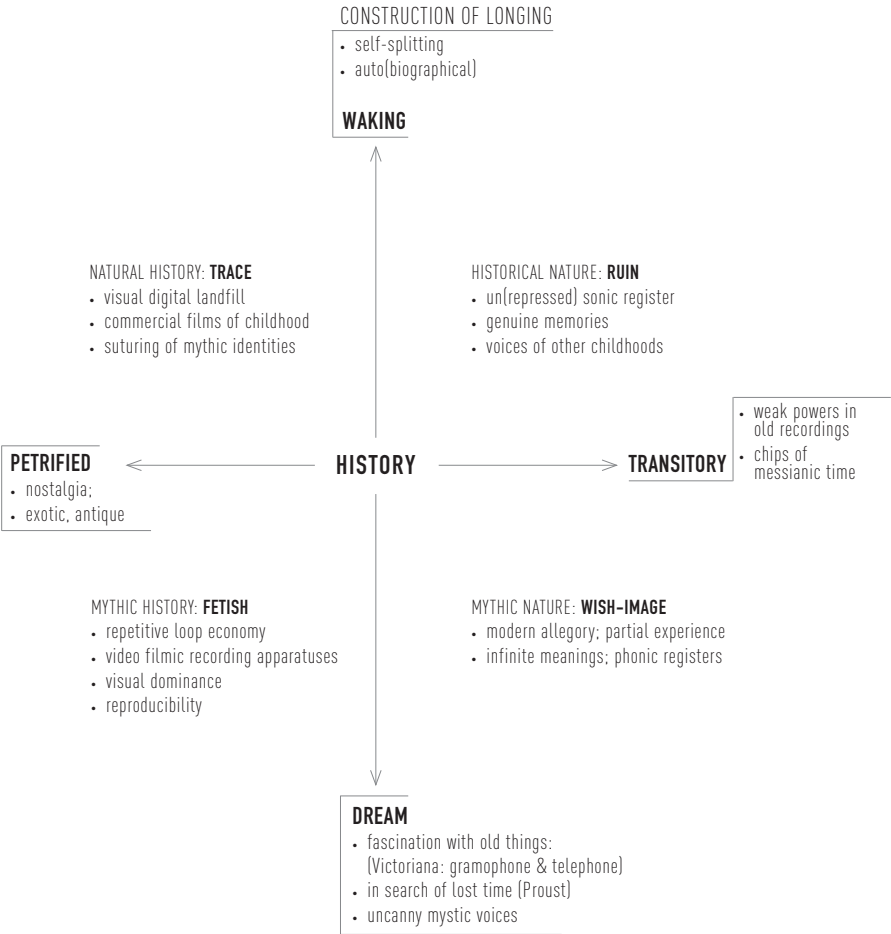 CONSTRUCTION OF LONGING
• self-splitting
• auto(biographical)
WAKING
NATURAL HISTORY: TRACE
• visual digital landfill
• commercial films of childhood
• suturing of mythic identities
HISTORICAL NATURE: RUIN
• un(repressed) sonic register
• genuine memories
• voices of other childhoods
PETRIFIED
• nostalgia;
• exotic, antique
HISTORY
TRANSITORY
• weak powers in
old recordings
• chips of
messianic time
MYTHIC HISTORY: FETISH
• repetitive loop economy
• video filmic recording apparatuses
• visual dominance
• reproducibility
MYTHIC NATURE: WISH-IMAGE
• modern allegory; partial experience
• infinite meanings; phonic registers
DREAM
• fascination with old things:
(Victoriana: gramophone & telephone)
• in search of lost time (Proust)
• uncanny mystic voices